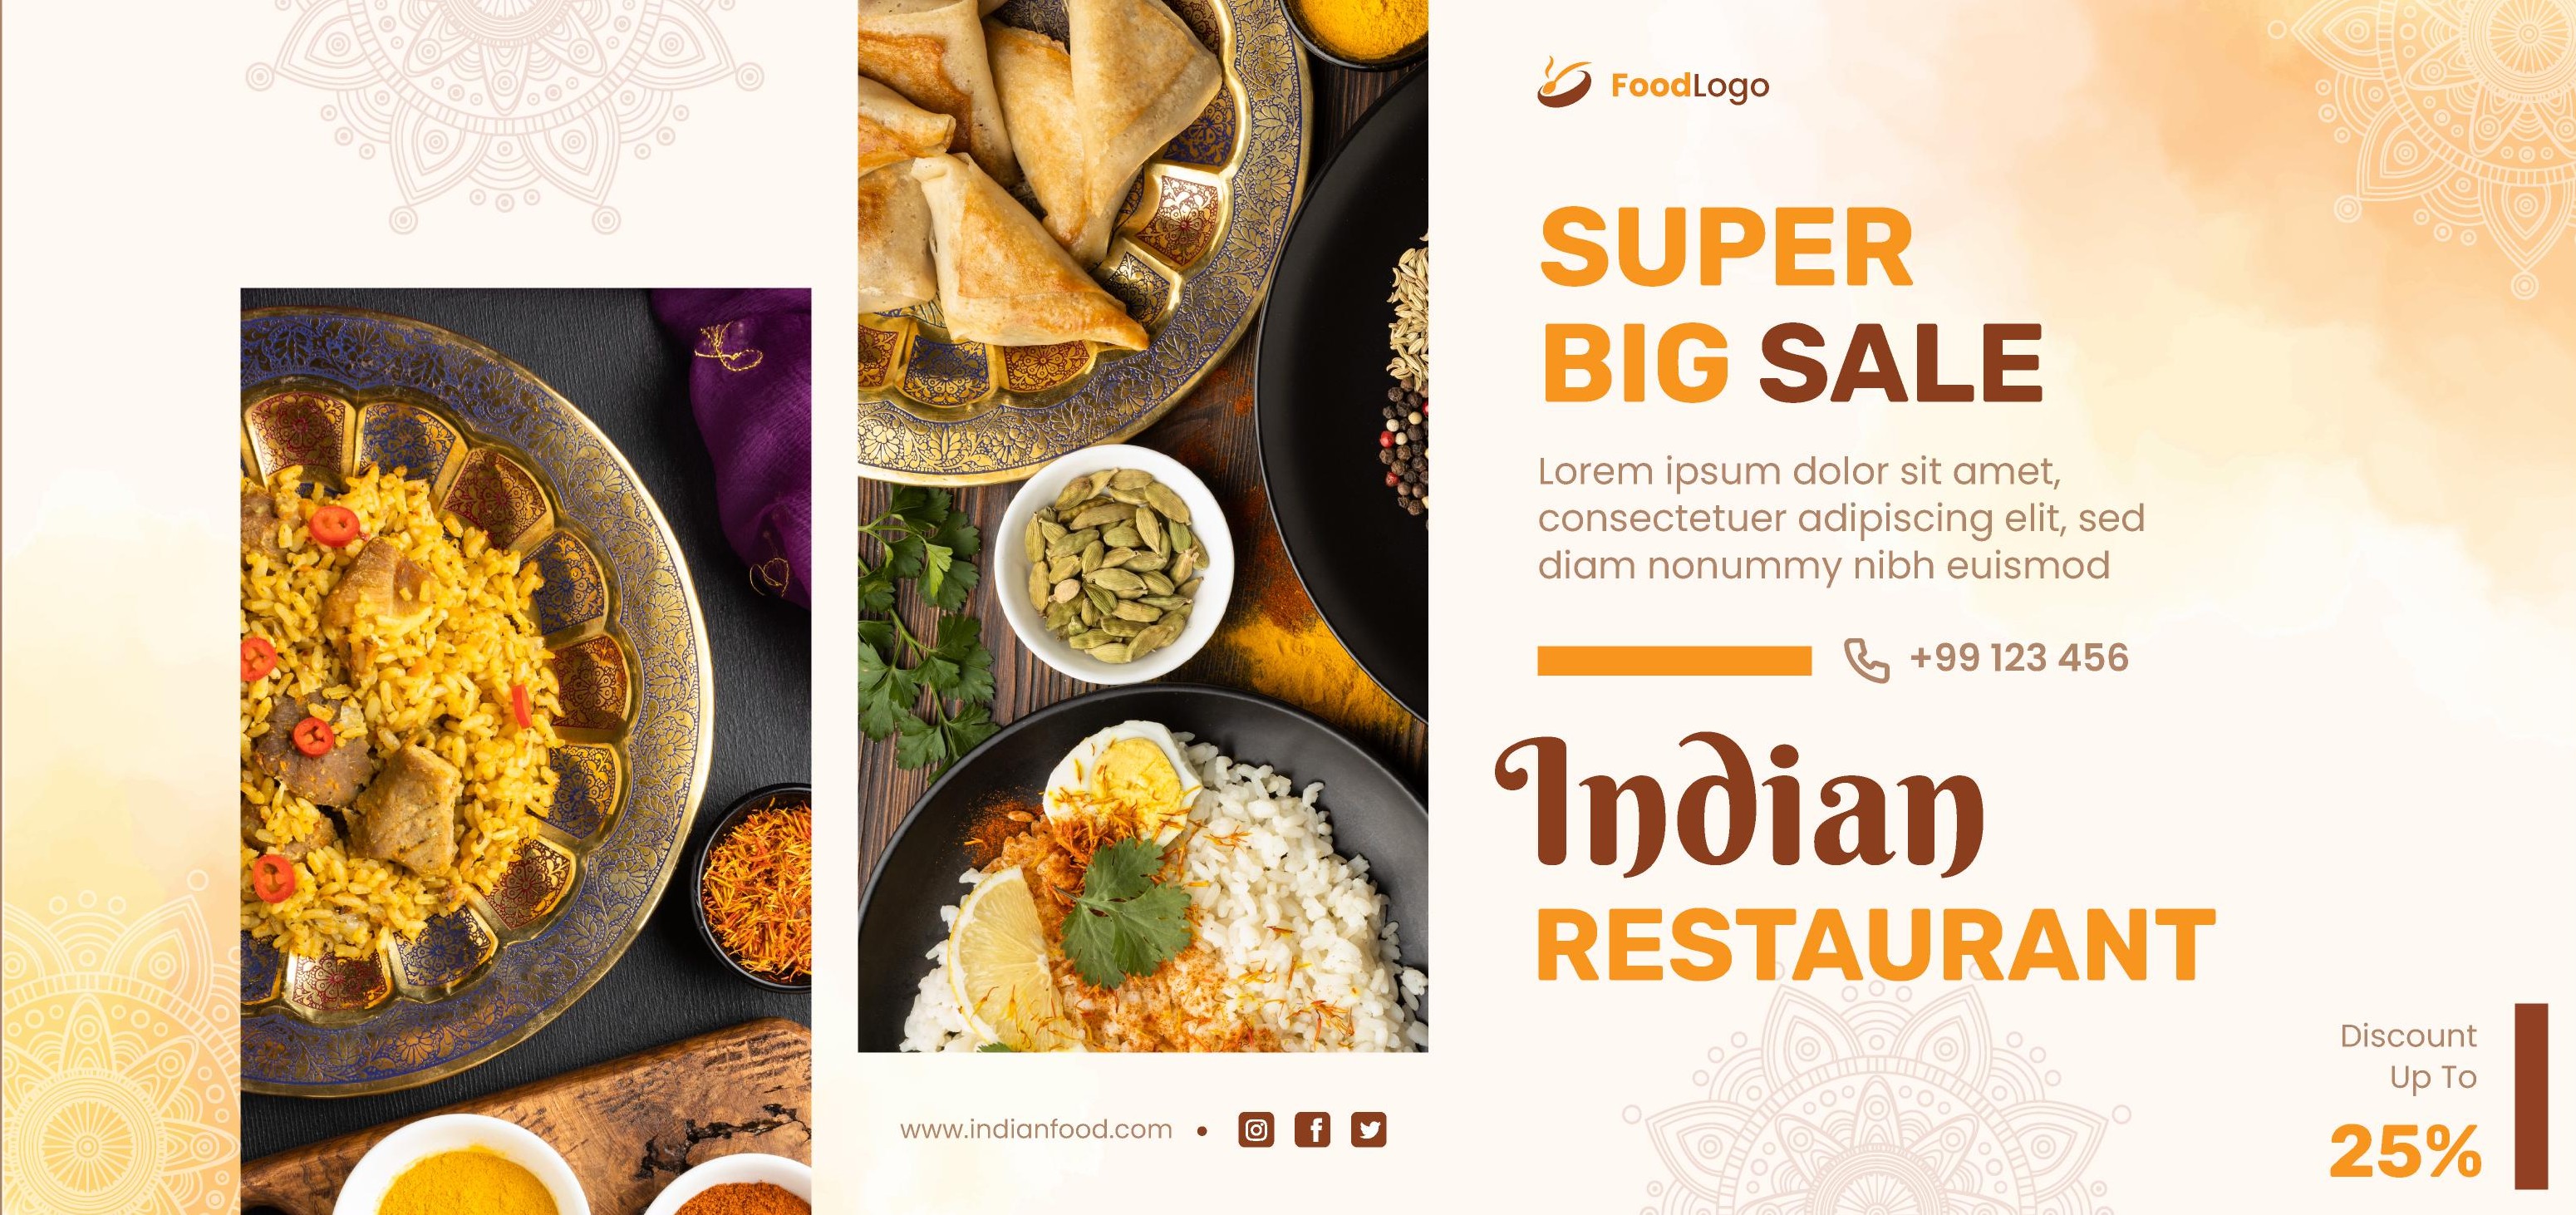 FoodLogo
SUPER
BIG SALE
Lorem ipsum dolor sit amet,
consectetuer adipiscing elit, sed
diam nonummy nibh euismod
+99 123 456
Indian
RESTAURANT
Discount
Up To
25%
www.indianfood.com